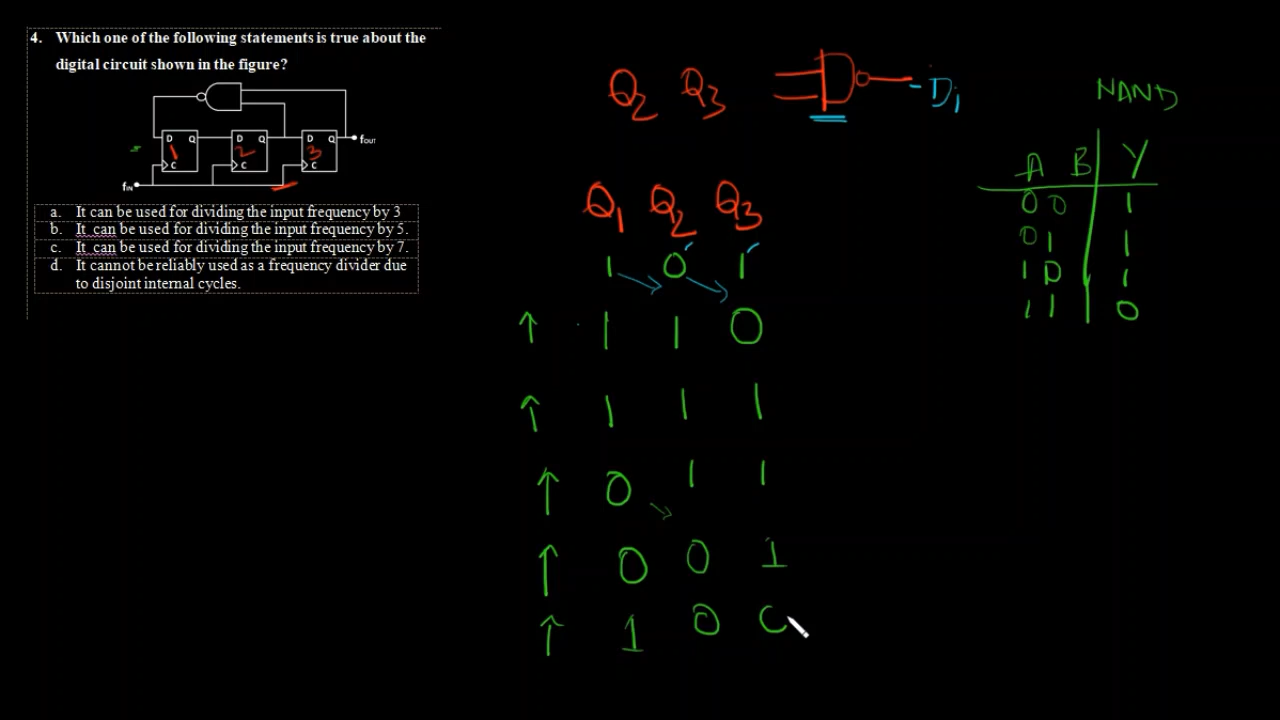 4. Which one of the following statements is true about the
digital circuit shown in the figure?
D Q D Q D Q fOUT
1 2 3
C C C
fIN
a. It can be used for dividing the input frequency by 3
b. It can be used for dividing the input frequency by 5.
c. It can be used for dividing the input frequency by 7.
d. It cannot be reliably used as a frequency divider due
to disjoint internal cycles.
Q2 Q3 - D1
NAND
A B Y
0 0 1
0 1 1
1 0 1
1 1 0
Q1 Q2 Q3
1 0 1
↑ 1 1 0
↑ 1 1 1
↑ 0 1 1
↑ 0 0 1
↑ 1 0